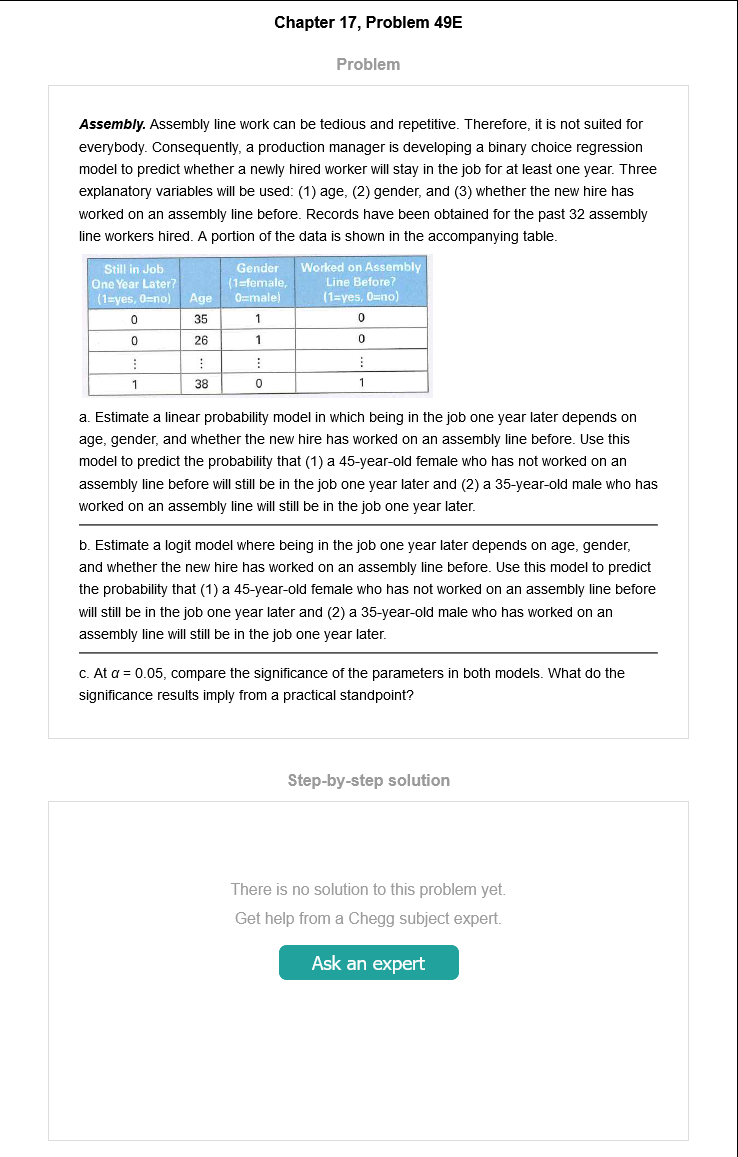 Chapter 17, Problem 49E
Problem
Assembly. Assembly line work can be tedious and repetitive. Therefore, it is not suited for
everybody. Consequently, a production manager is developing a binary choice regression
model to predict whether a newly hired worker will stay in the job for at least one year. Three
explanatory variables will be used: (1) age, (2) gender, and (3) whether the new hire has
worked on an assembly line before. Records have been obtained for the past 32 assembly
line workers hired. A portion of the data is shown in the accompanying table.
Still in Job Gender Worked on Assembly
One Year Later? (1=female, Line Before?
(1=yes, 0=no) Age 0=male) (1=yes, 0=no)
0 35 1 0
0 26 1 0
⋮ ⋮ ⋮ ⋮
1 38 0 1
a. Estimate a linear probability model in which being in the job one year later depends on
age, gender, and whether the new hire has worked on an assembly line before. Use this
model to predict the probability that (1) a 45-year-old female who has not worked on an
assembly line before will still be in the job one year later and (2) a 35-year-old male who has
worked on an assembly line will still be in the job one year later.
b. Estimate a logit model where being in the job one year later depends on age, gender,
and whether the new hire has worked on an assembly line before. Use this model to predict
the probability that (1) a 45-year-old female who has not worked on an assembly line before
will still be in the job one year later and (2) a 35-year-old male who has worked on an
assembly line will still be in the job one year later.
c. At α = 0.05, compare the significance of the parameters in both models. What do the
significance results imply from a practical standpoint?
Step-by-step solution
There is no solution to this problem yet.
Get help from a Chegg subject expert.
Ask an expert